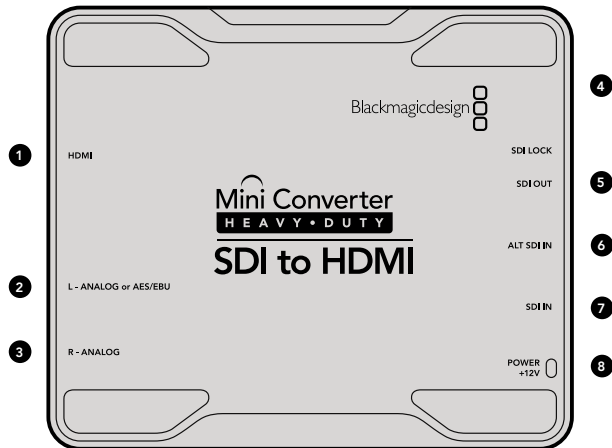 4
Blackmagicdesign
1
HDMI
SDI LOCK
5
SDI OUT
Mini Converter
HEAVY • DUTY
SDI to HDMI
6
ALT SDI IN
2
L - ANALOG or AES/EBU
7
SDI IN
3
R - ANALOG
8
POWER
+12V